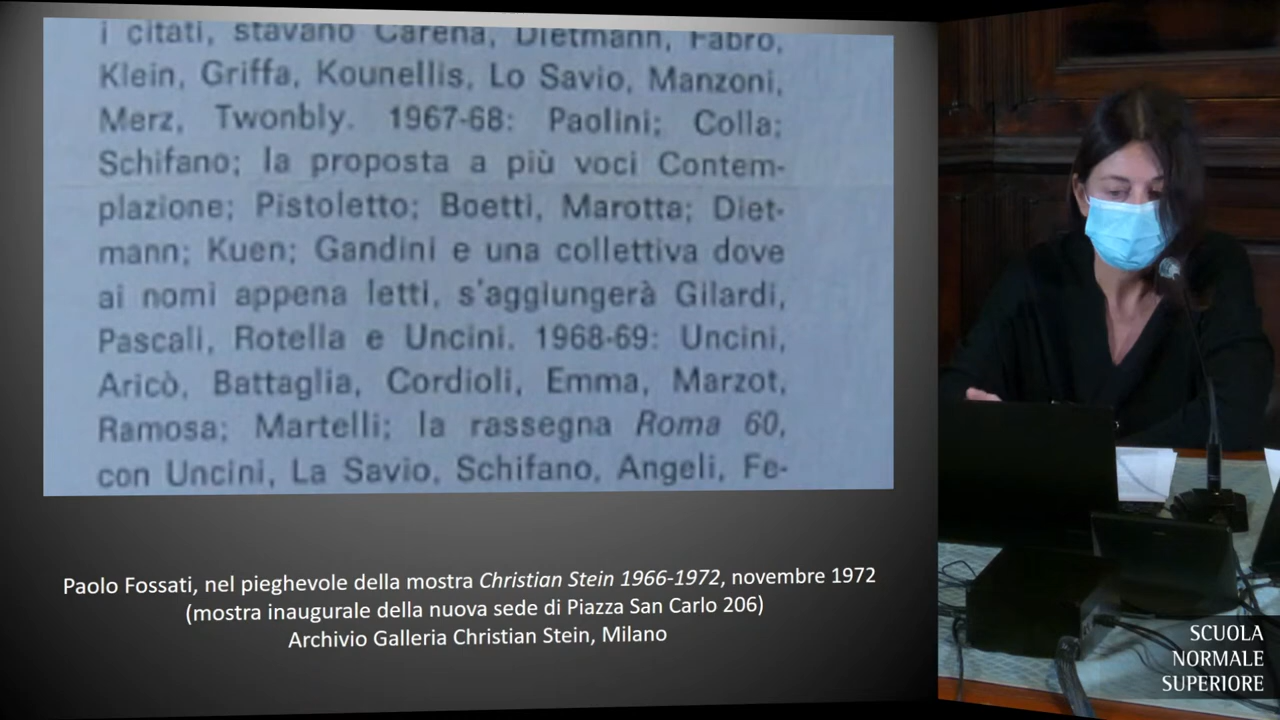 i citati, stavano Carena, Dietmann, Fabro,
Klein, Griffa, Kounellis, Lo Savio, Manzoni,
Merz, Twonbly. 1967-68: Paolini; Colla;
Schifano; la proposta a più voci Contem-
plazione; Pistoletto; Boetti, Marotta; Diet-
mann; Kuen; Gandini e una collettiva dove
ai nomi appena letti, s'aggiungerà Gilardi,
Pascali, Rotella e Uncini. 1968-69: Uncini,
Aricò, Battaglia, Cordioli, Emma, Marzot,
Ramosa; Martelli; la rassegna Roma 60,
con Uncini, La Savio, Schifano, Angeli, Fe-
Paolo Fossati, nel pieghevole della mostra Christian Stein 1966-1972, novembre 1972
(mostra inaugurale della nuova sede di Piazza San Carlo 206)
Archivio Galleria Christian Stein, Milano
SCUOLA
NORMALE
SUPERIORE